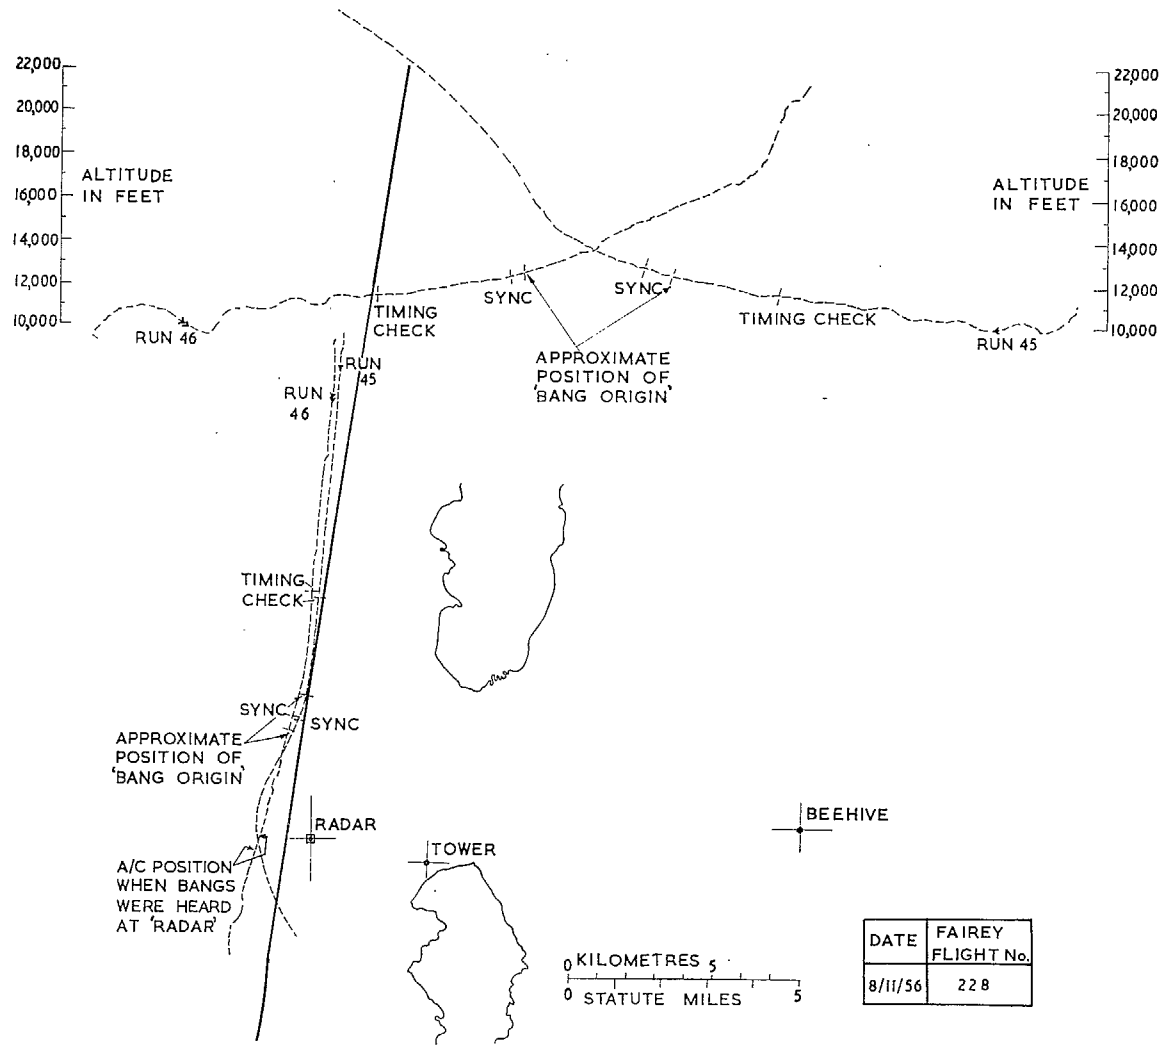 22,000
20,000
18,000
16,000
14,000
12,000
10,000
ALTITUDE
IN FEET
22,000
20,000
18,000
16,000
14,000
12,000
10,000
ALTITUDE
IN FEET
RUN 46
TIMING
CHECK
SYNC
SYNC
TIMING CHECK
RUN 45
APPROXIMATE
POSITION OF
'BANG ORIGIN'
RUN
45
RUN
46
TIMING
CHECK
SYNC
SYNC
APPROXIMATE
POSITION OF
'BANG ORIGIN'
RADAR
TOWER
BEEHIVE
A/C POSITION
WHEN BANGS
WERE HEARD
AT 'RADAR'
0 KILOMETRES 5
0 STATUTE MILES 5
DATE FAIREY FLIGHT No.
8/11/56 228